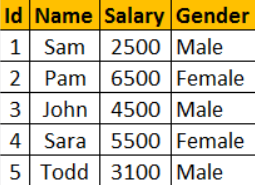 Id Name Salary Gender
1 Sam 2500 Male
2 Pam 6500 Female
3 John 4500 Male
4 Sara 5500 Female
5 Todd 3100 Male